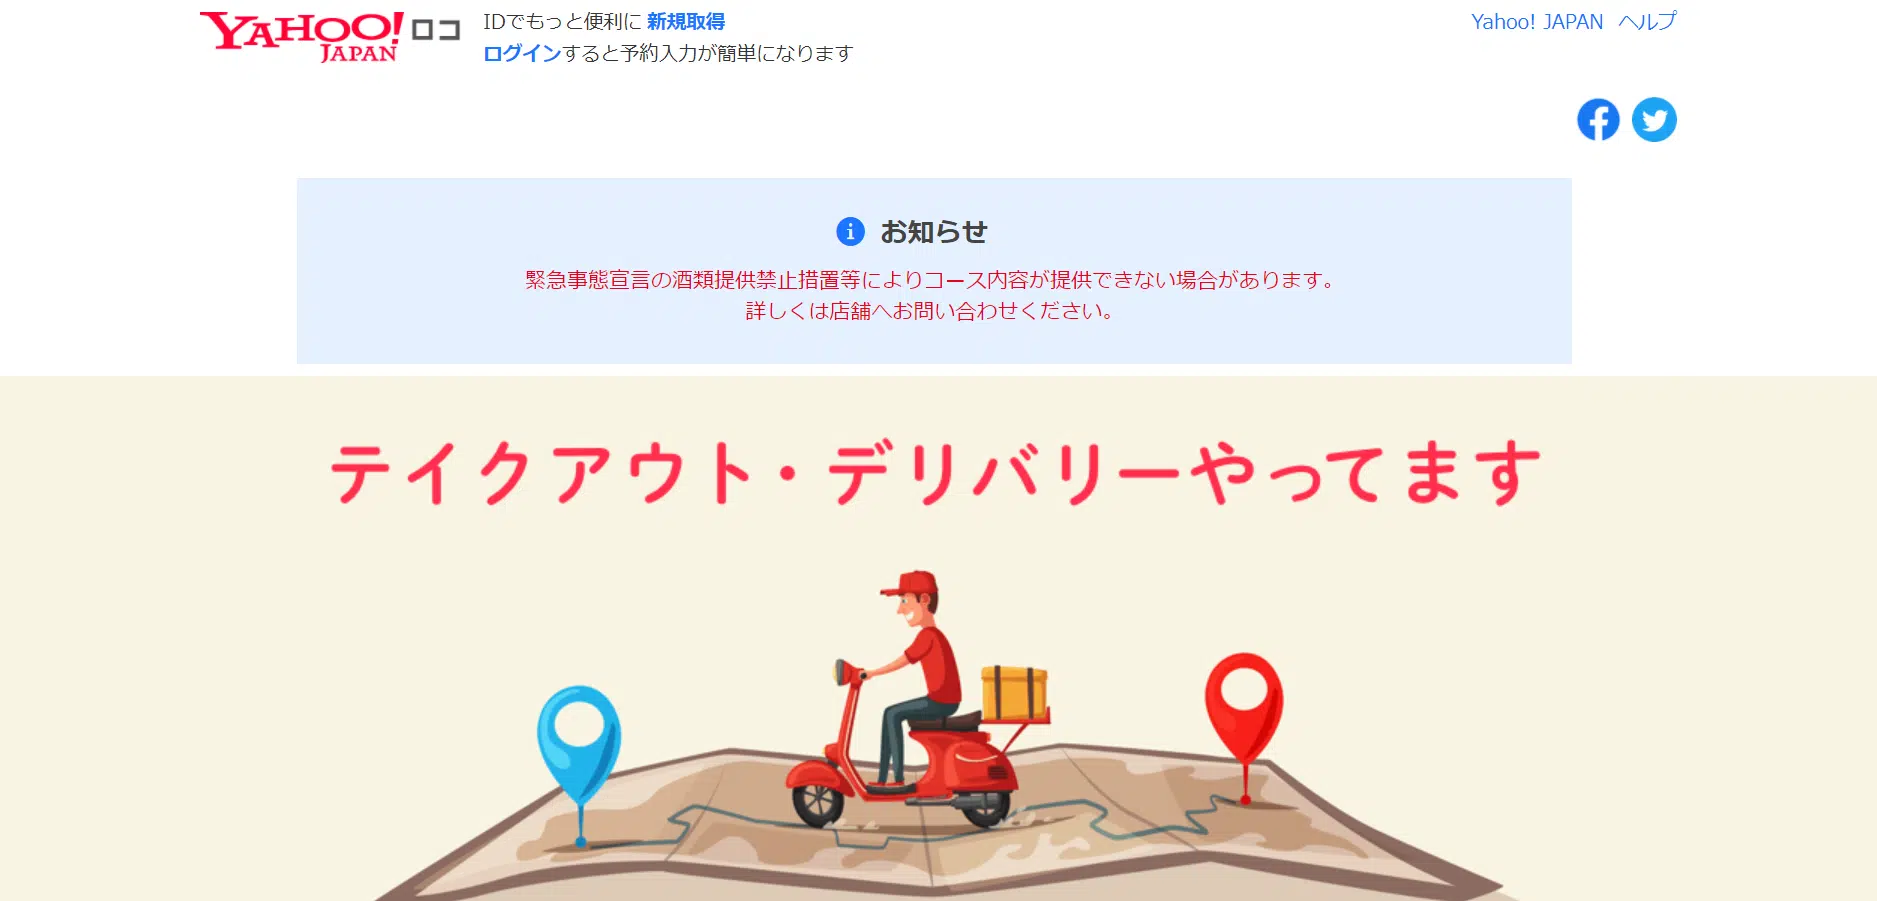 YAHOO! JAPAN ロコ
IDでもっと便利に 新規取得
ログインすると予約入力が簡単になります
Yahoo! JAPAN ヘルプ
お知らせ
緊急事態宣言の酒類提供禁止措置等によりコース内容が提供できない場合があります。
詳しくは店舗へお問い合わせください。
テイクアウト・デリバリーやってます